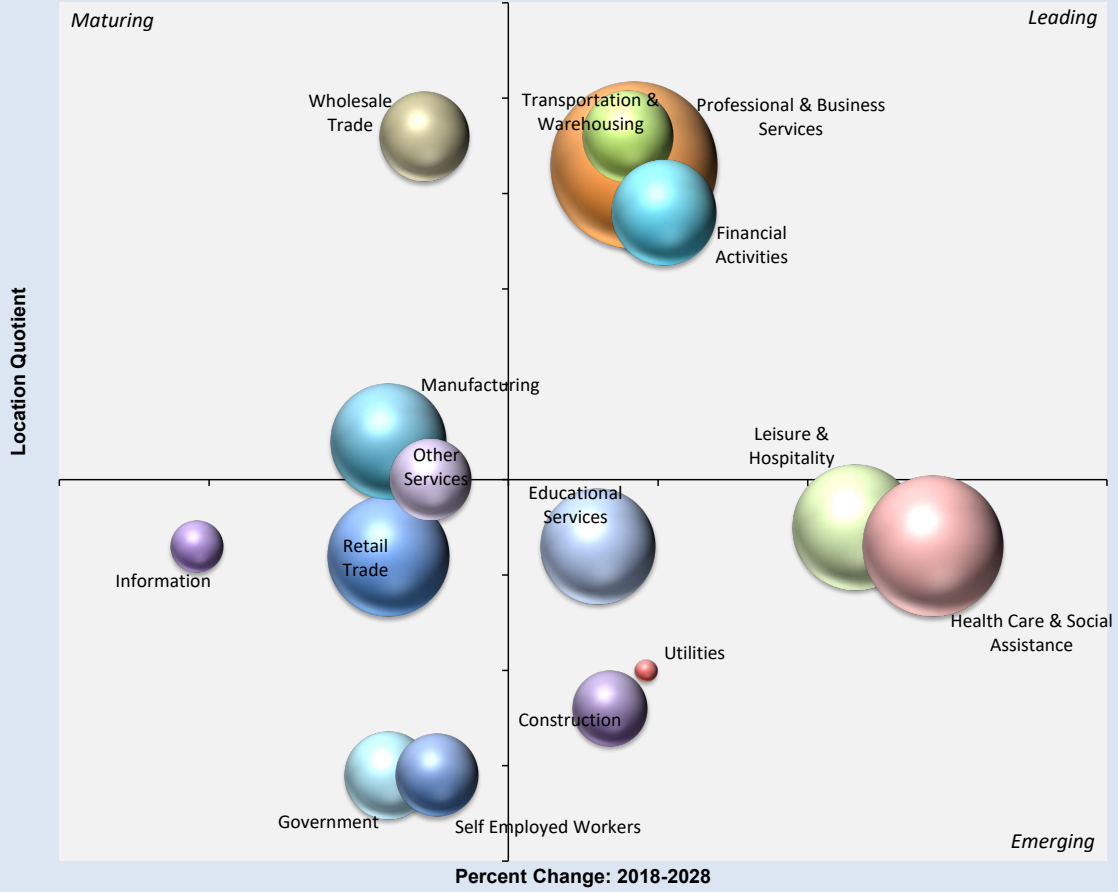 Maturing
Leading
Wholesale
Trade
Transportation &
Warehousing
Professional & Business
Services
Financial
Activities
Location Quotient
Manufacturing
Other
Services
Leisure &
Hospitality
Educational
Services
Retail
Trade
Information
Health Care & Social
Assistance
Utilities
Construction
Government
Self Employed Workers
Emerging
Percent Change: 2018-2028